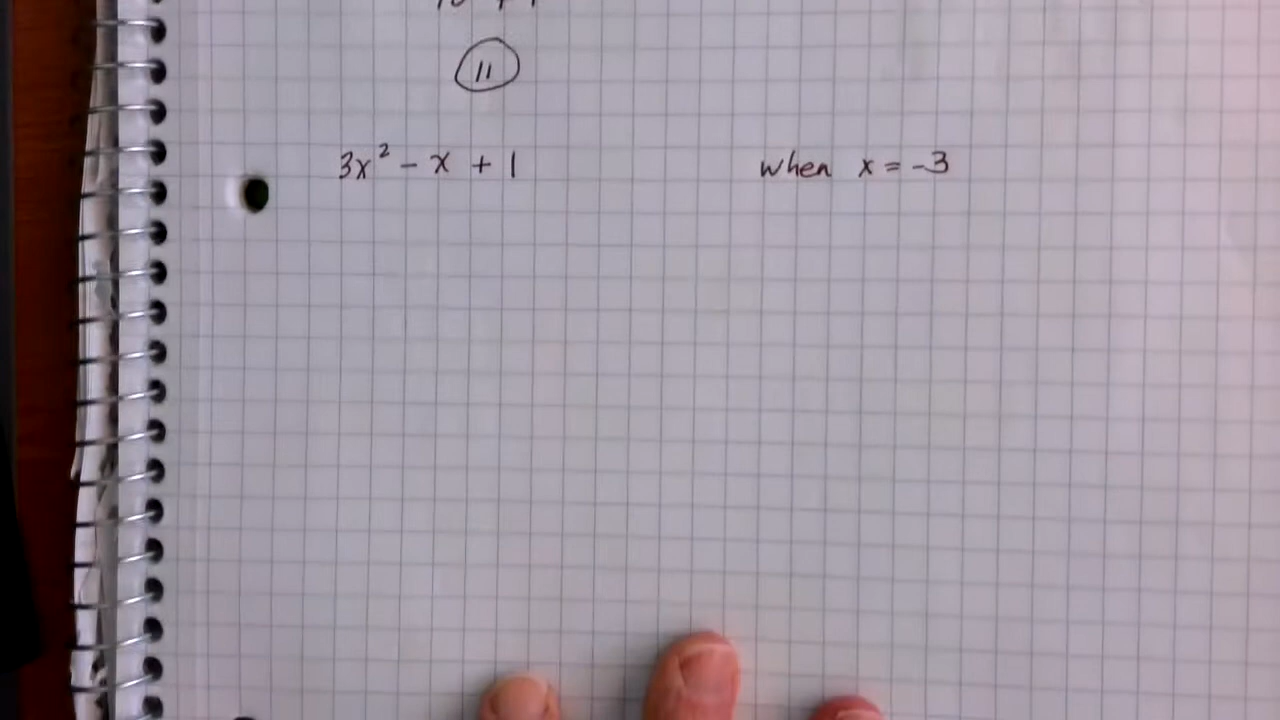 11
3x² - x + 1 when x = -3